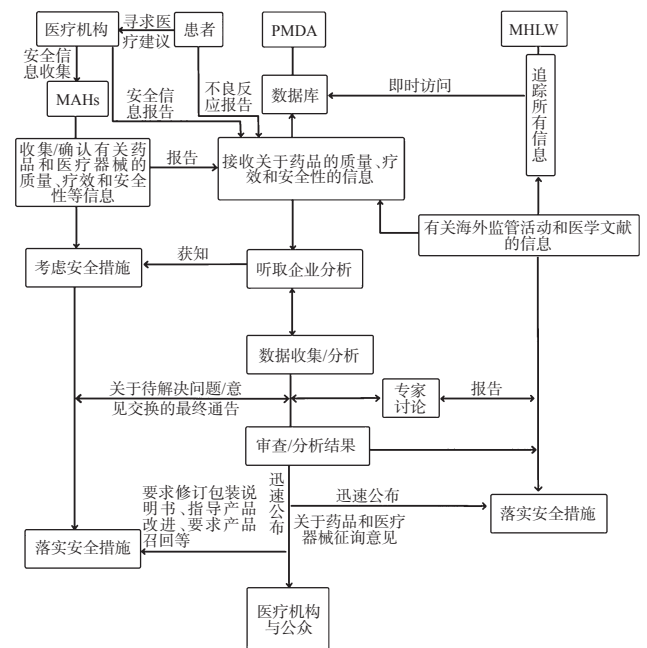 医疗机构
寻求医
疗建议
患者
PMDA
MHLW
安全信
息收集
MAHs
安全信
息报告
不良反
应报告
数据库
即时访问
追
踪
所
有
信
息
收集/确认有关药
品和医疗器械的
质量、疗效和安全
性等信息
报告
接收关于药品的质量、疗
效和安全性的信息
有关海外监管活动和医学文献
的信息
考虑安全措施
获知
听取企业分析
数据收集/分析
关于待解决问题/意
见交换的最终通告
专家
讨论
报告
审查/分析结果
要求修订包装说
明书、指导产品
改进、要求产品
召回等
迅
速
公
布
迅速公布
关于药品和医疗
器械征询意见
落实安全措施
落实安全措施
医疗机构
与公众